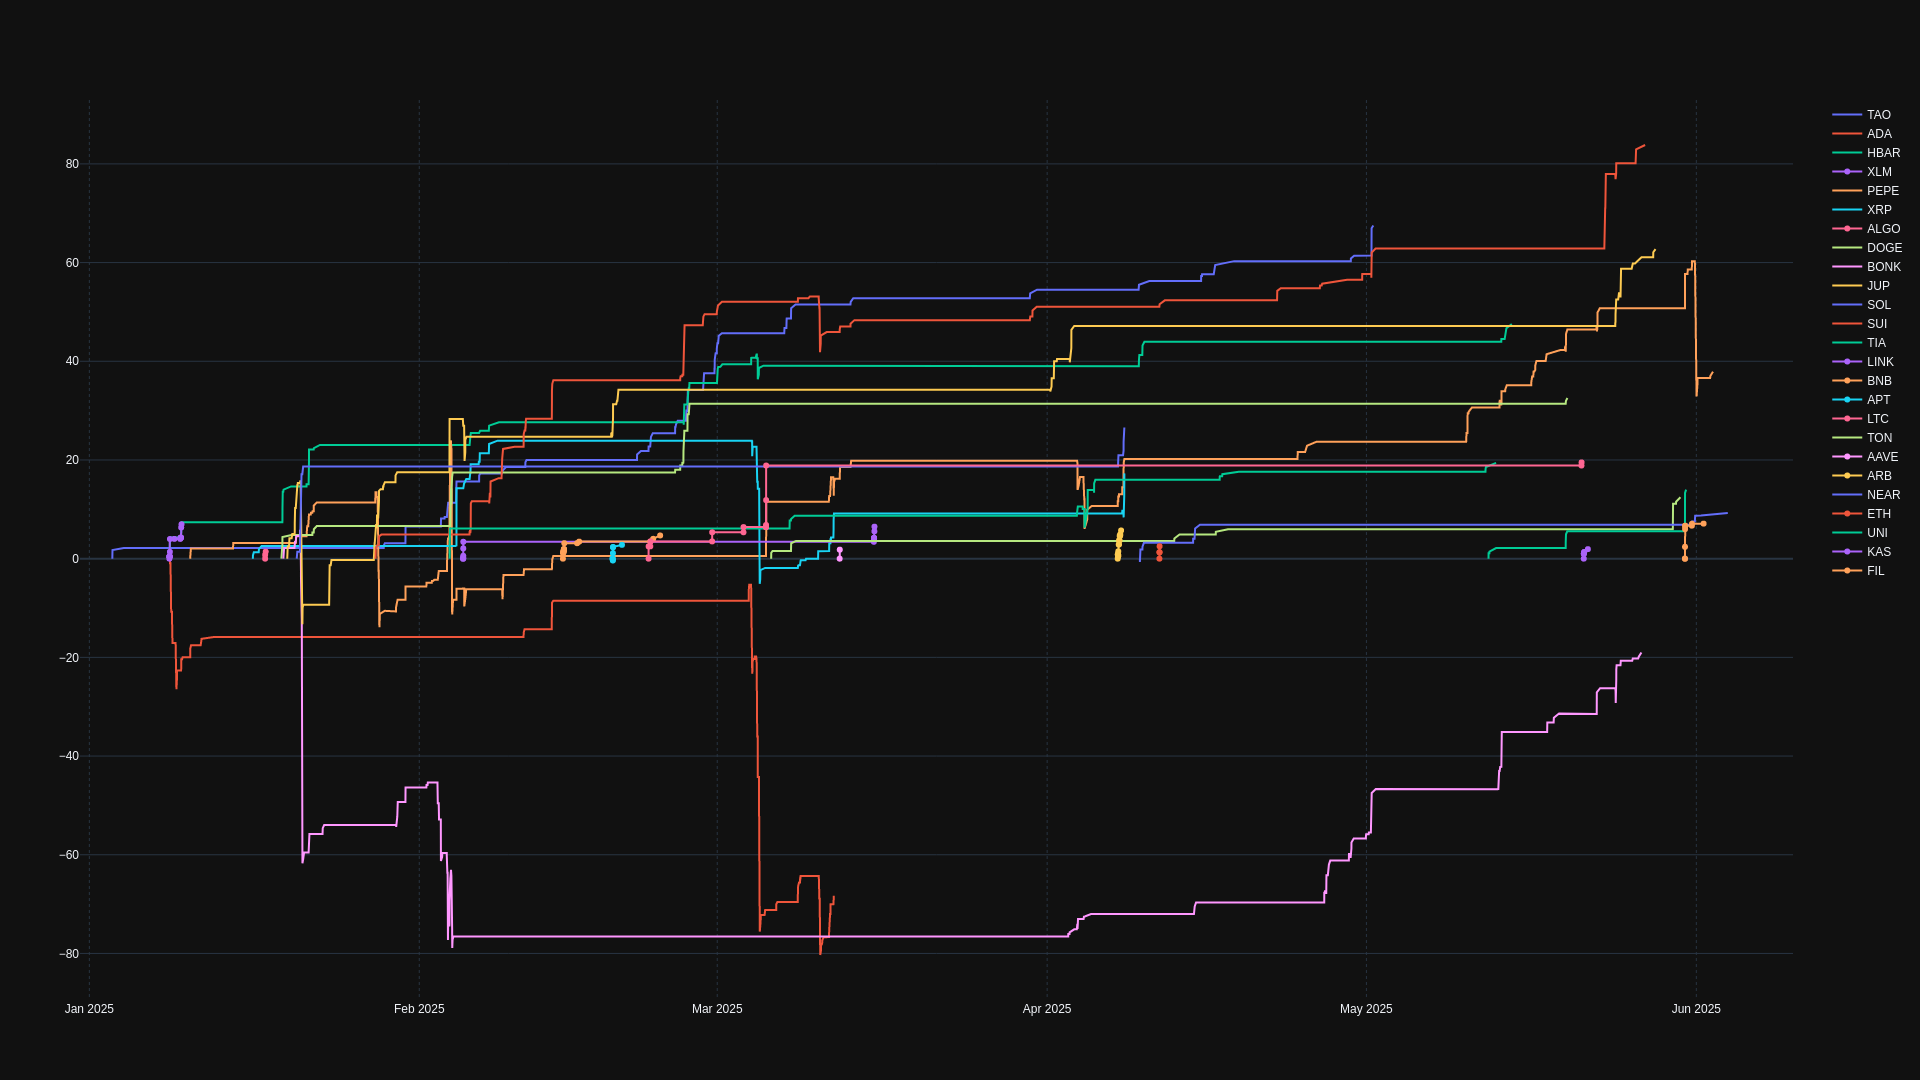 80
60
40
20
0
−20
−40
−60
−80
Jan 2025
Feb 2025
Mar 2025
Apr 2025
May 2025
Jun 2025
TAO
ADA
HBAR
XLM
PEPE
XRP
ALGO
DOGE
BONK
JUP
SOL
SUI
TIA
LINK
BNB
APT
LTC
TON
AAVE
ARB
NEAR
ETH
UNI
KAS
FIL